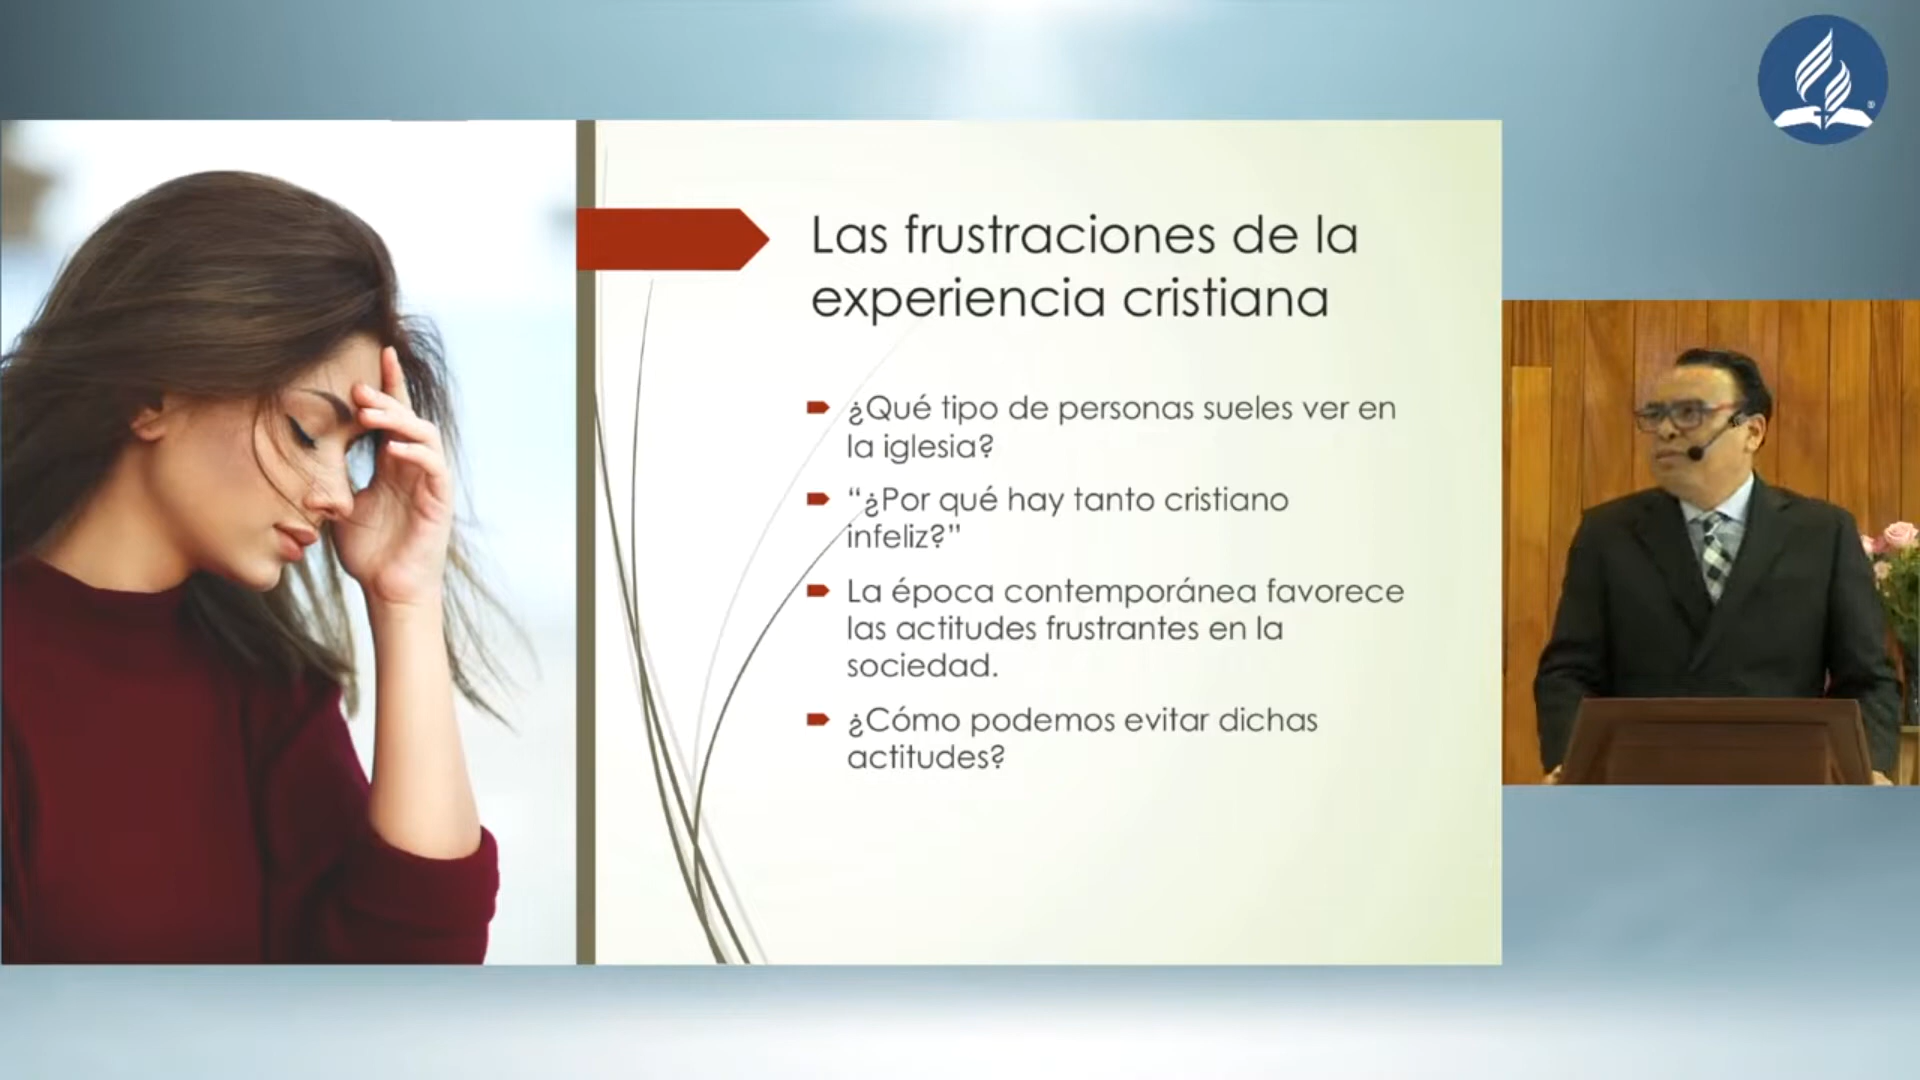 Las frustraciones de la
experiencia cristiana
¿Qué tipo de personas sueles ver en
la iglesia?
“¿Por qué hay tanto cristiano
infeliz?”
La época contemporánea favorece
las actitudes frustrantes en la
sociedad.
¿Cómo podemos evitar dichas
actitudes?
®